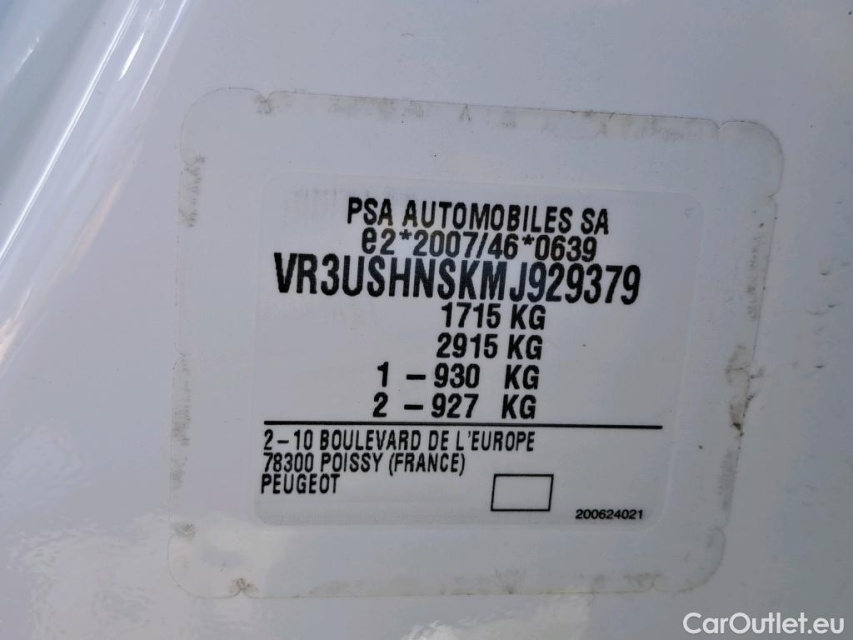 PSA AUTOMOBILES SA
e2*2007/46*0639
VR3USHNSKMJ929379
1715 KG
2915 KG
1 - 930 KG
2 - 927 KG
2-10 BOULEVARD DE L'EUROPE
78300 POISSY (FRANCE)
PEUGEOT
200624021
CarOutlet.eu